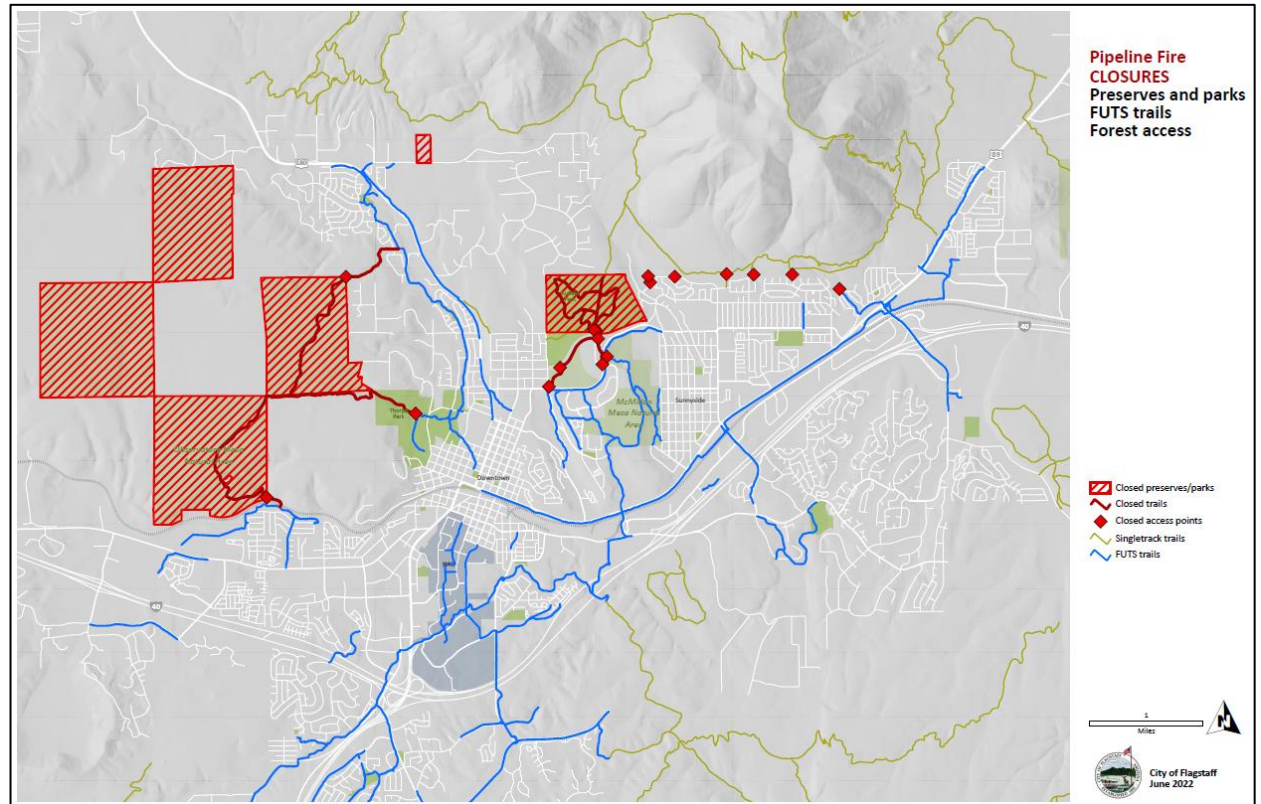 Pipeline Fire
CLOSURES
Preserves and parks
FUTS trails
Forest access
180
89
40
Thorpe
Park
McMillan
Mesa Natural
Area
Sunnyside
Downtown
NAU
40
Closed preserves/parks
Closed trails
Closed access points
Singletrack trails
FUTS trails
1
Miles
N
City of Flagstaff
June 2022